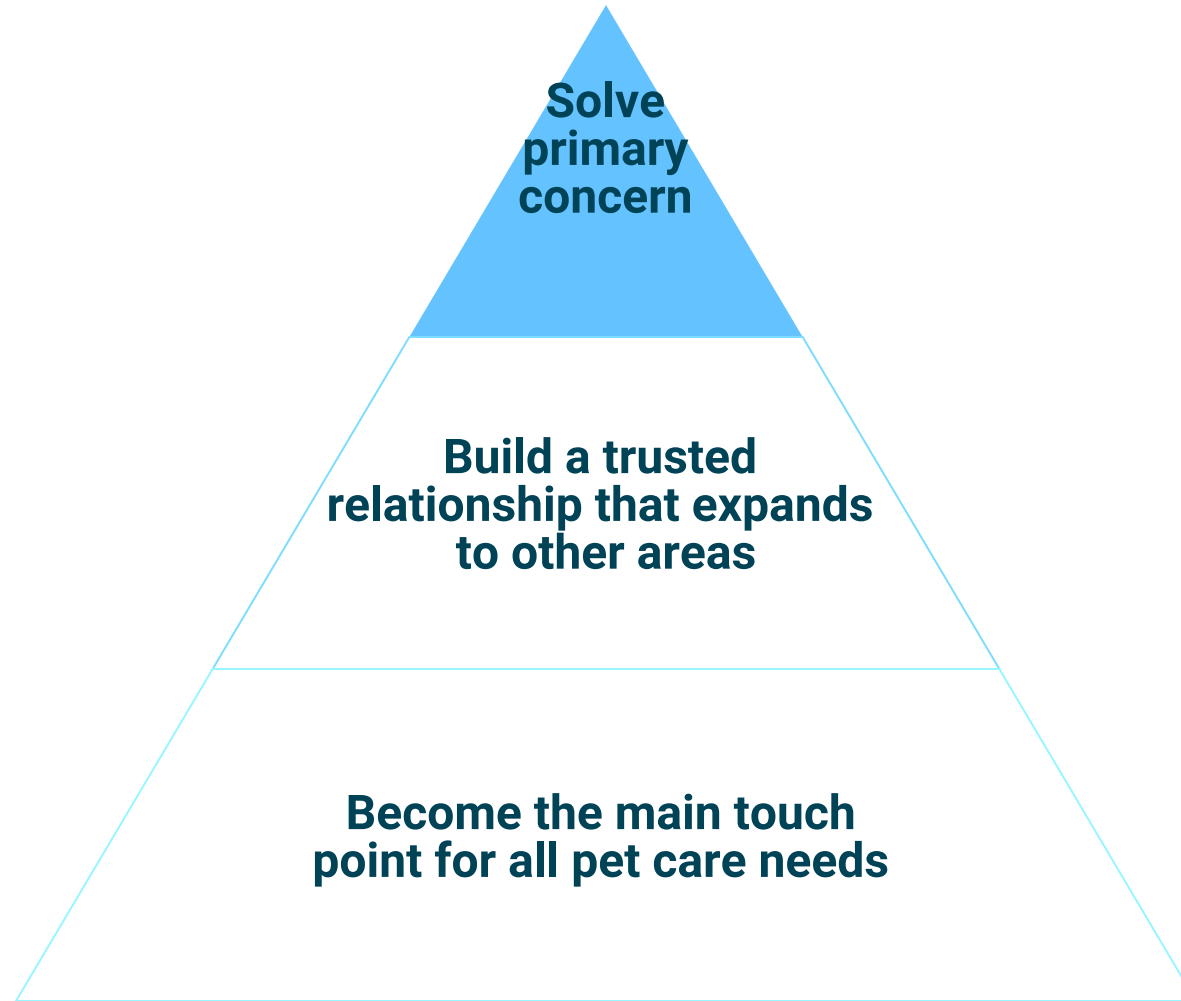 Solve
primary
concern
Build a trusted
relationship that expands
to other areas
Become the main touch
point for all pet care needs